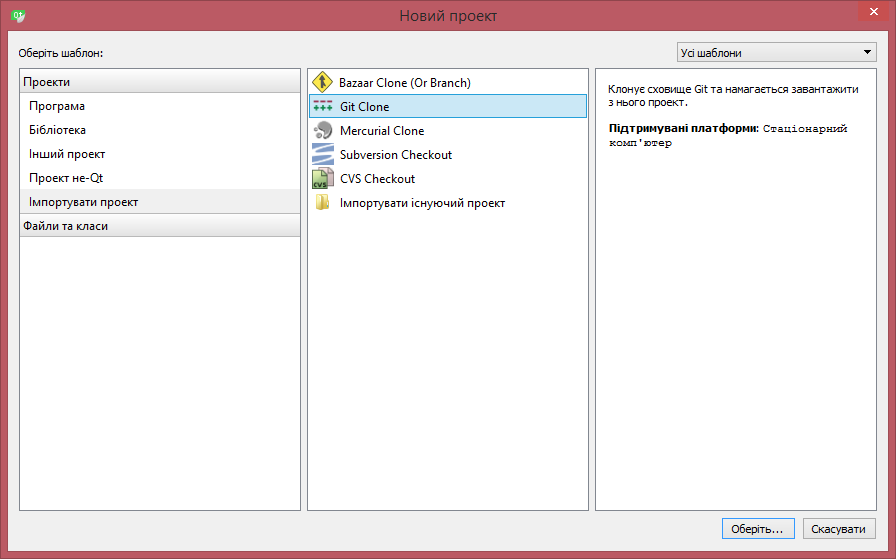 Новий проект
Оберіть шаблон:
Усі шаблони
Проекти
Програма
Бібліотека
Інший проект
Проект не-Qt
Імпортувати проект
Файли та класи
Bazaar Clone (Or Branch)
Git Clone
Mercurial Clone
Subversion Checkout
CVS Checkout
Імпортувати існуючий проект
Клонує сховище Git та намагається завантажити
з нього проект.
Підтримувані платформи: Стаціонарний
комп'ютер
Оберіть...
Скасувати